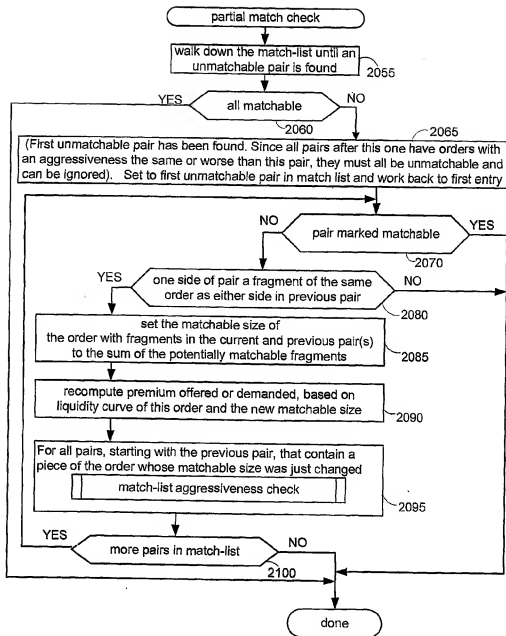 partial match check
walk down the match-list until an
unmatchable pair is found
2055
YES
NO
all matchable
2060
2065
(First unmatchable pair has been found. Since all pairs after this one have orders with
an aggressiveness the same or worse than this pair, they must all be unmatchable and
can be ignored). Set to first unmatchable pair in match list and work back to first entry
NO
YES
pair marked matchable
2070
YES
NO
one side of pair a fragment of the same
order as either side in previous pair
2080
set the matchable size of
the order with fragments in the current and previous pair(s)
to the sum of the potentially matchable fragments
2085
recompute premium offered or demanded, based on
liquidity curve of this order and the new matchable size
2090
For all pairs, starting with the previous pair, that contain a
piece of the order whose matchable size was just changed
match-list aggressiveness check
2095
YES
NO
more pairs in match-list
2100
done